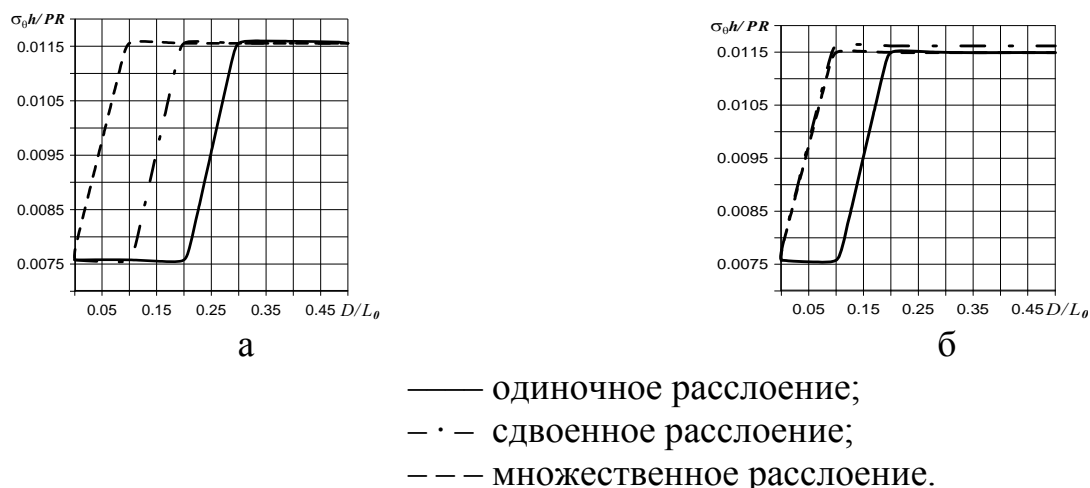 σθh/PR
0.0115
0.0105
0.0095
0.0085
0.0075
0.05 0.15 0.25 0.35 0.45 D/L0
а
σθh/PR
0.0115
0.0105
0.0095
0.0085
0.0075
0.05 0.15 0.25 0.35 0.45 D/L0
б
одиночное расслоение;
сдвоенное расслоение;
множественное расслоение.